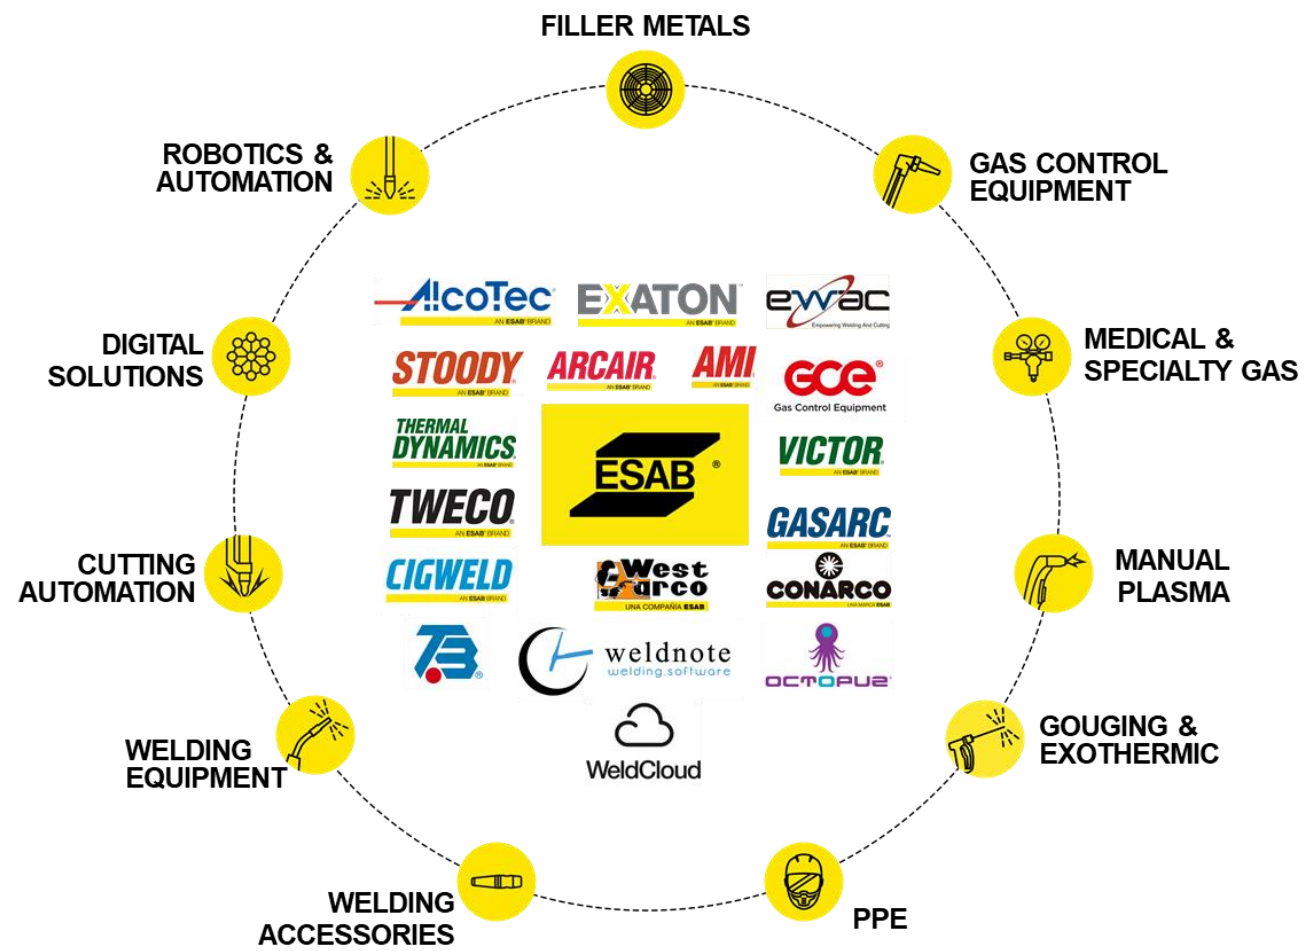 FILLER METALS
ROBOTICS &
AUTOMATION
GAS CONTROL
EQUIPMENT
DIGITAL
SOLUTIONS
MEDICAL &
SPECIALTY GAS
AlcoTec
AN ESAB® BRAND
EXATON™
AN ESAB® BRAND
ewac
Empowering Welding And Cutting
STOODY®
AN ESAB® BRAND
ARCAIR®
AN ESAB® BRAND
AMI
AN ESAB® BRAND
GCE®
Gas Control Equipment
THERMAL
DYNAMICS®
AN ESAB® BRAND
ESAB®
VICTOR®
AN ESAB® BRAND
TWECO®
AN ESAB® BRAND
GASARC™
AN ESAB® BRAND
CUTTING
AUTOMATION
CIGWELD
AN ESAB BRAND
West
arco
UNA COMPAÑÍA ESAB
CONARCO
UNA MARCA ESAB
MANUAL
PLASMA
TB®
weldnote
welding.software
OCTOPUZ
WeldCloud
WELDING
EQUIPMENT
GOUGING &
EXOTHERMIC
WELDING
ACCESSORIES
PPE